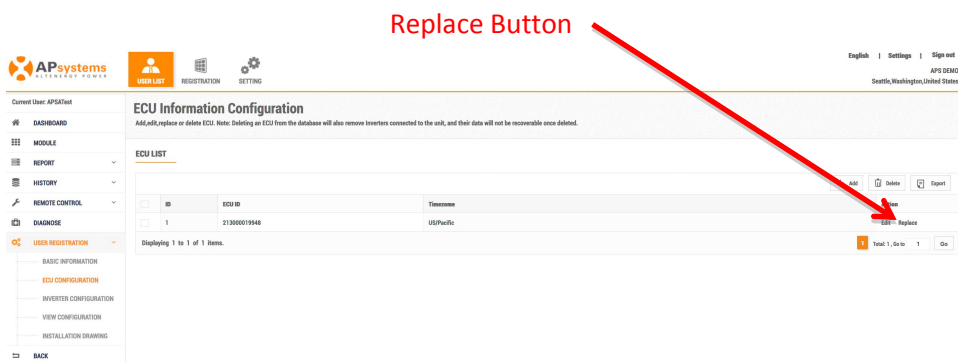 Replace Button
English | Settings | Sign out
APsystems
ALTENERGY POWER
USER LIST
REGISTRATION
SETTING
APS DEMO
Seattle,Washington,United States
Current User: APSATest
ECU Information Configuration
Add,edit,replace or delete ECU. Note: Deleting an ECU from the database will also remove Inverters connected to the unit, and their data will not be recoverable once deleted.
DASHBOARD
MODULE
REPORT
HISTORY
REMOTE CONTROL
DIAGNOSE
USER REGISTRATION
BASIC INFORMATION
ECU CONFIGURATION
INVERTER CONFIGURATION
VIEW CONFIGURATION
INSTALLATION DRAWING
BACK
ECU LIST
Add Delete Export
ID ECU ID Timezome
1 213000019948 US/Pacific Edit Replace
Displaying 1 to 1 of 1 items.
1 Total: 1 , Go to 1 Go